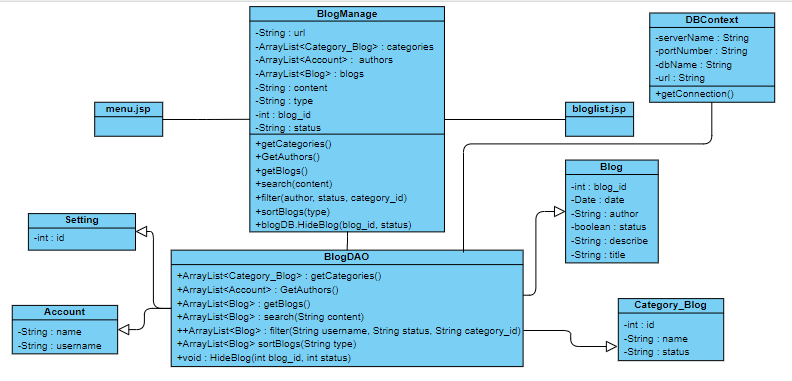 BlogManage
-String : url
-ArrayList<Category_Blog> : categories
-ArrayList<Account> : authors
-ArrayList<Blog> : blogs
-String : content
-String : type
-int : blog_id
-String : status
+getCategories()
+GetAuthors()
+getBlogs()
+search(content)
+filter(author, status, category_id)
+sortBlogs(type)
+blogDB.HideBlog(blog_id, status)
DBContext
-serverName : String
-portNumber : String
-dbName : String
-url : String
+getConnection()
menu.jsp
bloglist.jsp
Blog
-int : blog_id
-Date : date
-String : author
-boolean : status
-String : describe
-String : title
Setting
-int : id
BlogDAO
+ArrayList<Category_Blog> : getCategories()
+ArrayList<Account> : GetAuthors()
+ArrayList<Blog> : getBlogs()
+ArrayList<Blog> : search(String content)
++ArrayList<Blog> : filter(String username, String status, String category_id)
+ArrayList<Blog> sortBlogs(String type)
+void : HideBlog(int blog_id, int status)
Account
-String : name
-String : username
Category_Blog
-int : id
-String : name
-String : status